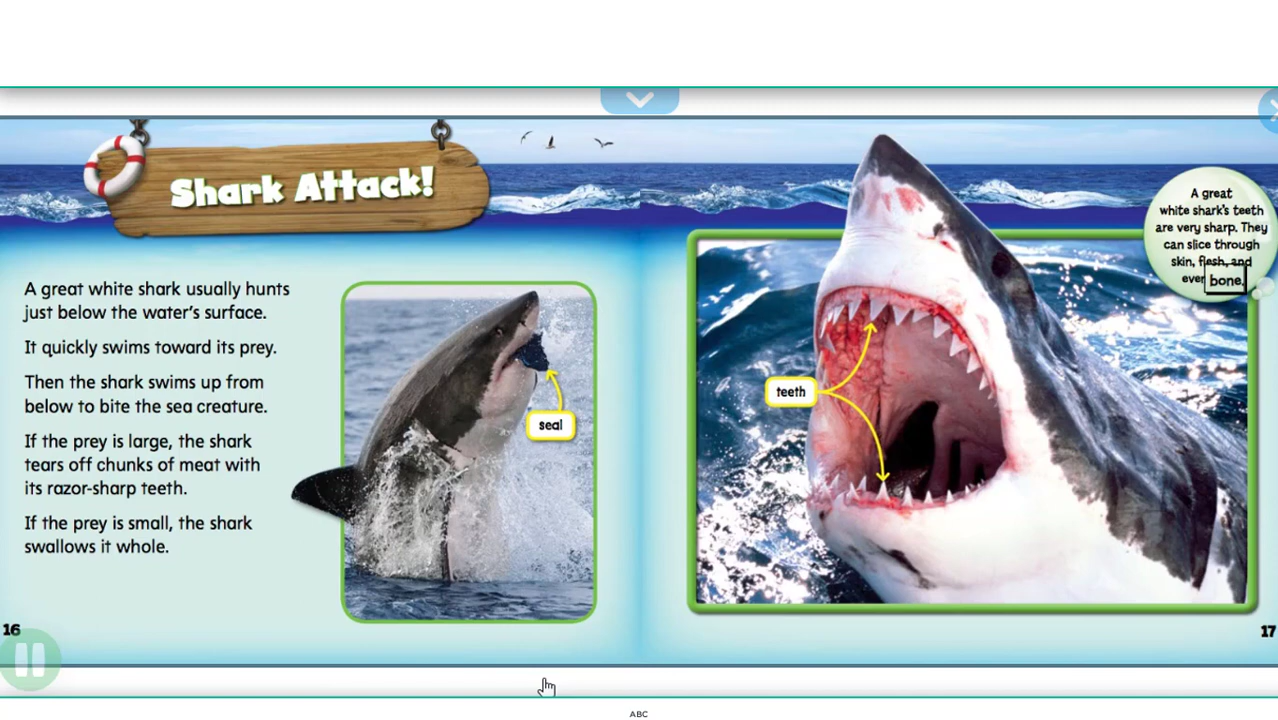 Shark Attack!
A great white shark usually hunts
just below the water's surface.
It quickly swims toward its prey.
Then the shark swims up from
below to bite the sea creature.
If the prey is large, the shark
tears off chunks of meat with
its razor-sharp teeth.
If the prey is small, the shark
swallows it whole.
seal
16
teeth
A great
white shark's teeth
are very sharp. They
can slice through
skin, flesh, and
even bone.
17
ABC